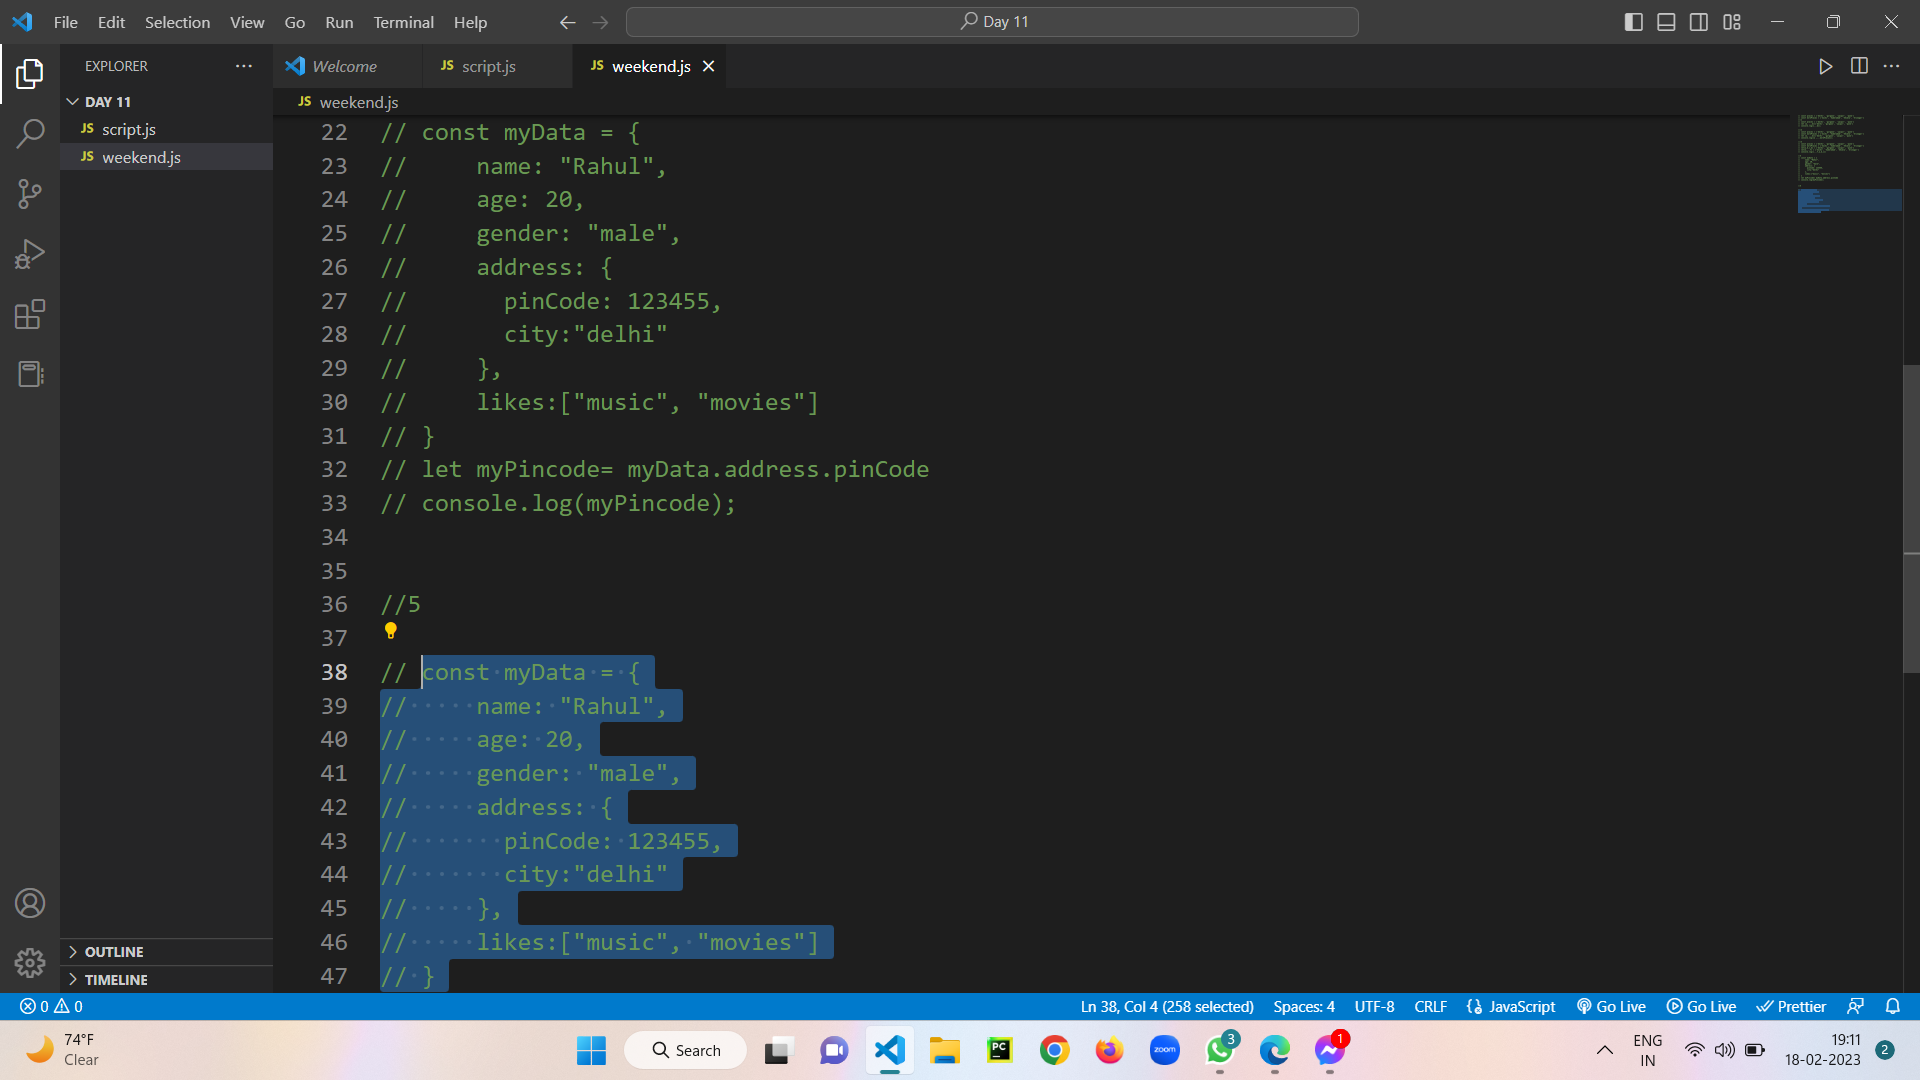 File Edit Selection View Go Run Terminal Help
Day 11
EXPLORER
Welcome
JS script.js
JS weekend.js
DAY 11
JS script.js
JS weekend.js
OUTLINE
TIMELINE
JS weekend.js
22 // const myData = {
23 //     name: "Rahul",
24 //     age: 20,
25 //     gender: "male",
26 //     address: {
27 //       pinCode: 123455,
28 //       city:"delhi"
29 //     },
30 //     likes:["music", "movies"]
31 // }
32 // let myPincode= myData.address.pinCode
33 // console.log(myPincode);
34
35
36 //5
37
38 // const myData = {
39 //     name: "Rahul",
40 //     age: 20,
41 //     gender: "male",
42 //     address: {
43 //       pinCode: 123455,
44 //       city:"delhi"
45 //     },
46 //     likes:["music", "movies"]
47 // }
0 0 Ln 38, Col 4 (258 selected) Spaces: 4 UTF-8 CRLF {} JavaScript Go Live Go Live Prettier
74°F
Clear
Search
PC
zoom
3
1
ENG
IN
19:11
18-02-2023
2